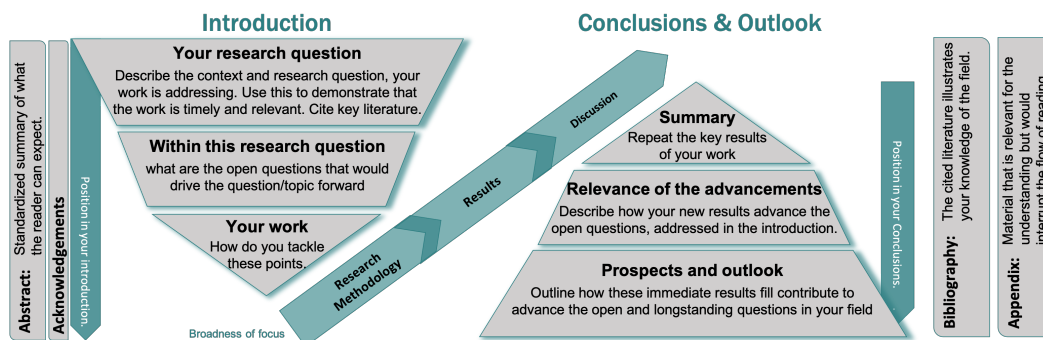 Introduction
Conclusions & Outlook
Abstract: Standardized summary of what
the reader can expect.
Acknowledgements
Position in your introduction.
Your research question
Describe the context and research question, your
work is addressing. Use this to demonstrate that
the work is timely and relevant. Cite key literature.
Within this research question
what are the open questions that would
drive the question/topic forward
Your work
How do you tackle
these points.
Broadness of focus
Research
Methodology
Results
Discussion
Summary
Repeat the key results
of your work
Relevance of the advancements
Describe how your new results advance the
open questions, addressed in the introduction.
Prospects and outlook
Outline how these immediate results fill contribute to
advance the open and longstanding questions in your field
Position in your Conclusions.
Bibliography: The cited literature illustrates
your knowledge of the field.
Appendix: Material that is relevant for the
understanding but would
interrupt the flow of reading